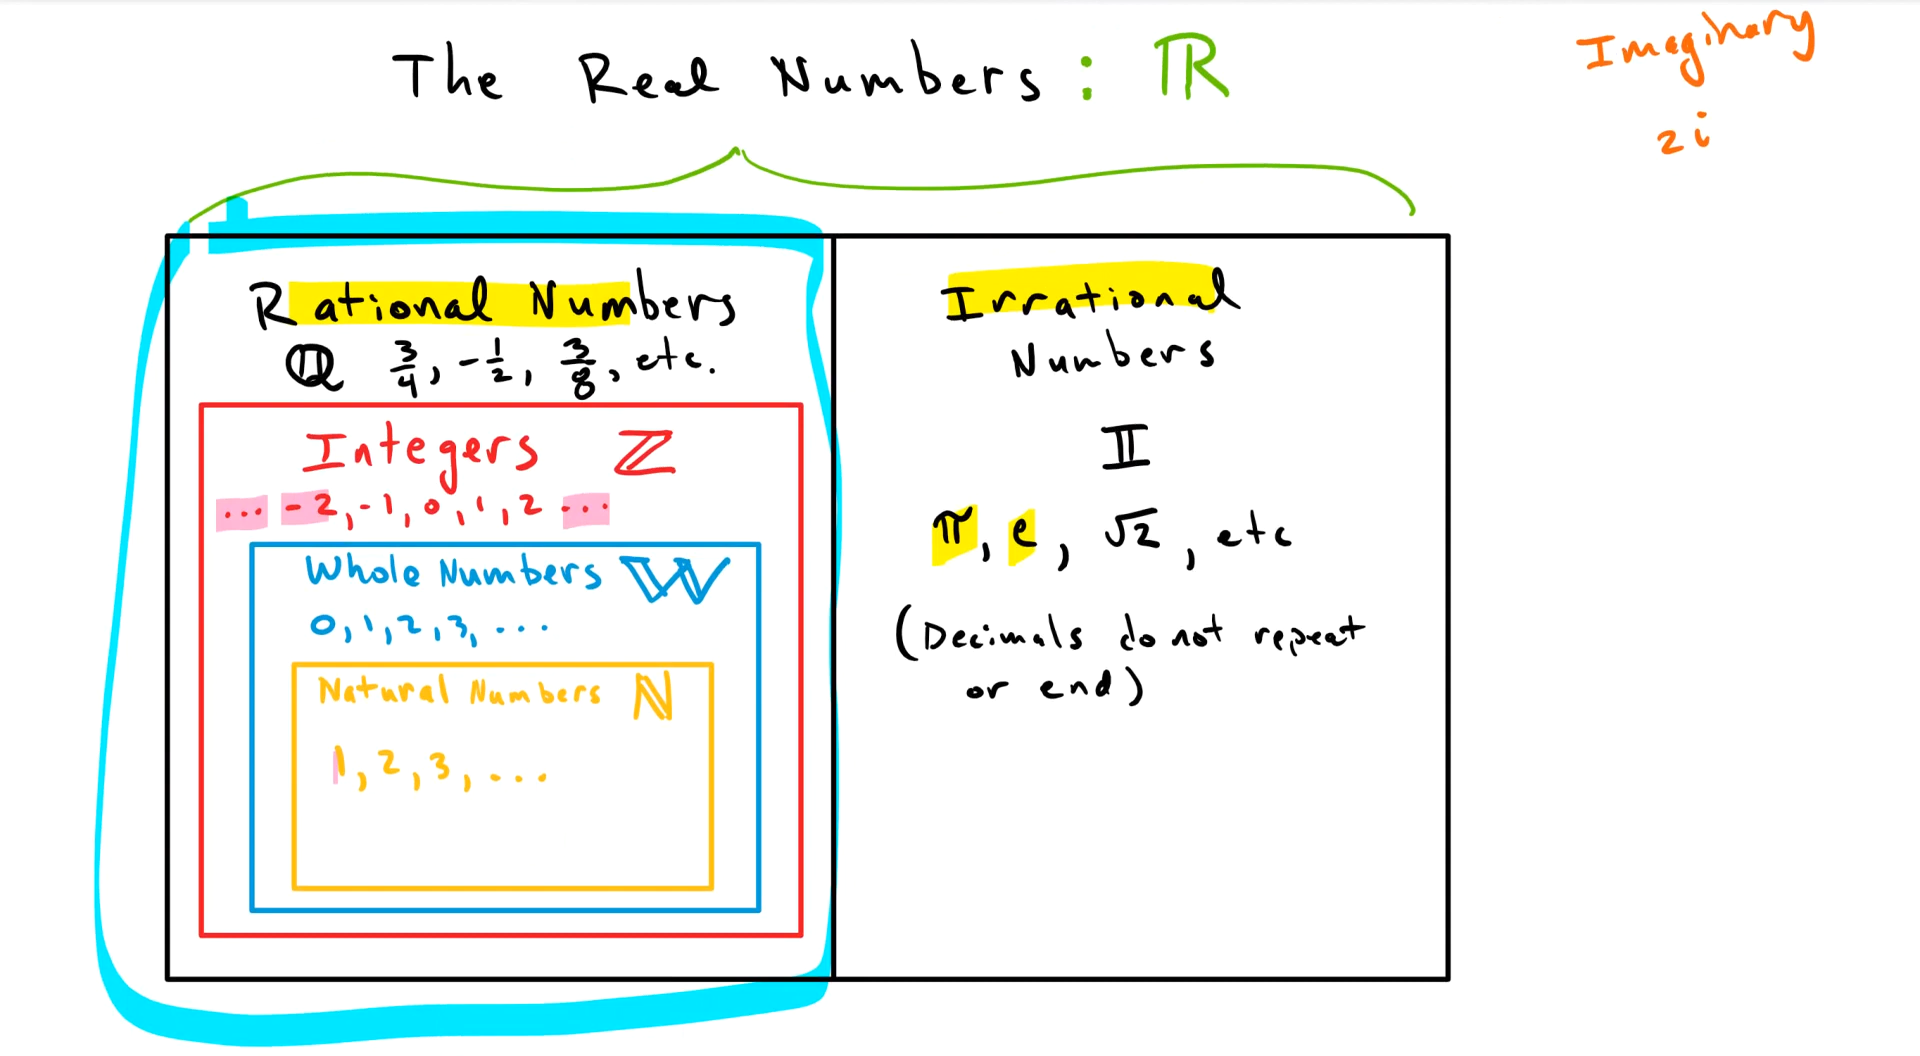 The Real Numbers: ℝ
Imaginary
2i
Rational Numbers
ℚ 3/4, -1/2, 3/8, etc.
Integers ℤ
... -2, -1, 0, 1, 2 ...
Whole Numbers 𝕎
0, 1, 2, 3, ...
Natural Numbers ℕ
1, 2, 3, ...
Irrational
Numbers
𝕀
π, e, √2, etc
(Decimals do not repeat
or end)